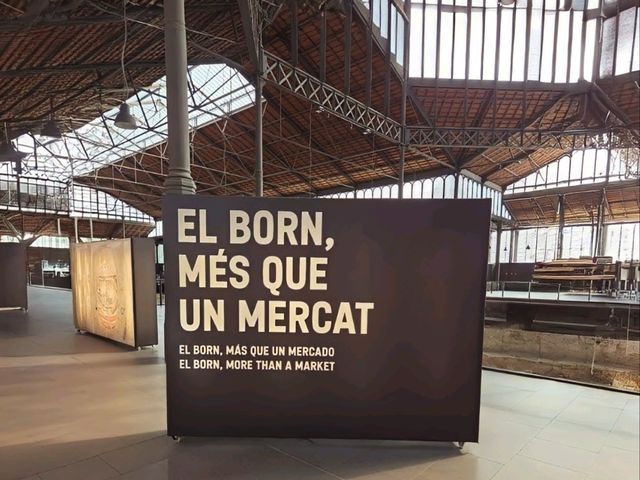 EL BORN,
MÉS QUE
UN MERCAT
EL BORN, MÁS QUE UN MERCADO
EL BORN, MORE THAN A MARKET